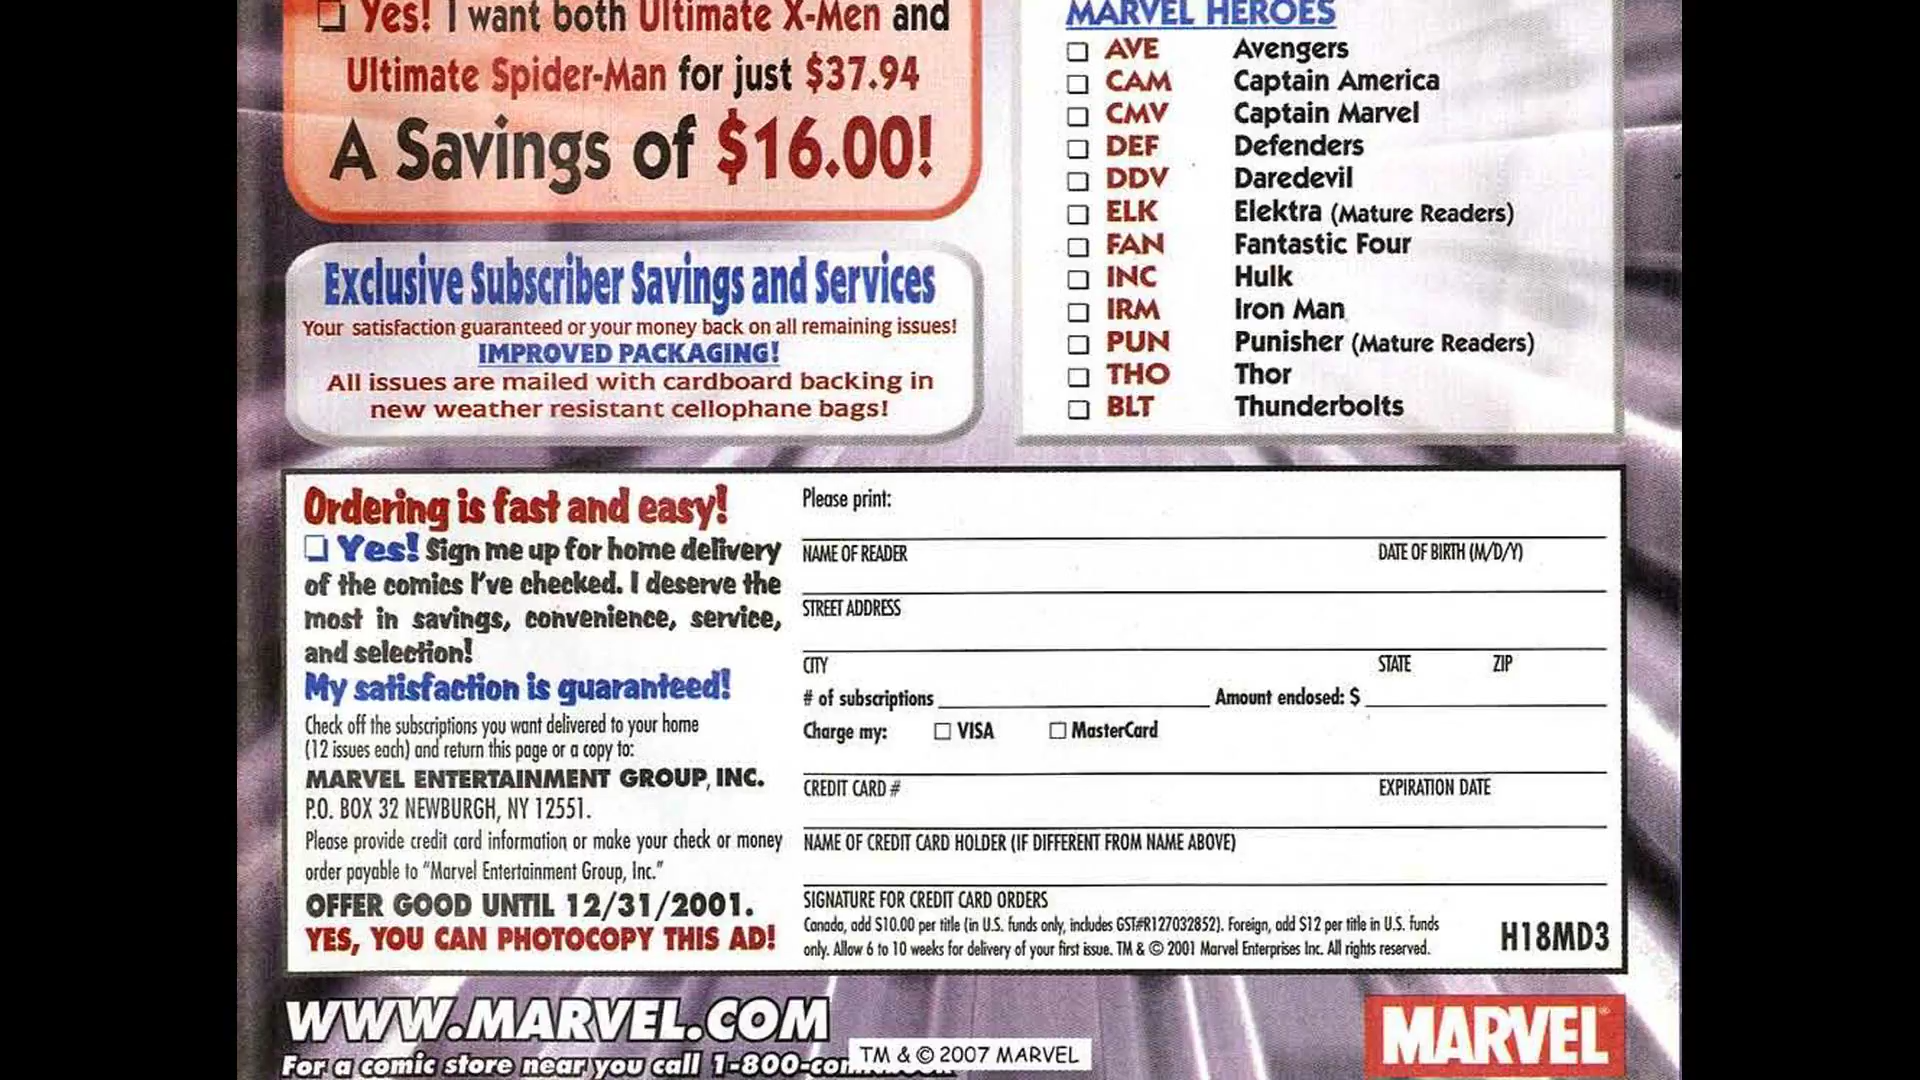 ❏ Yes! I want both Ultimate X-Men and
Ultimate Spider-Man for just $37.94
A Savings of $16.00!
Exclusive Subscriber Savings and Services
Your satisfaction guaranteed or your money back on all remaining issues!
IMPROVED PACKAGING!
All issues are mailed with cardboard backing in
new weather resistant cellophane bags!
MARVEL HEROES
❏ AVE Avengers
❏ CAM Captain America
❏ CMV Captain Marvel
❏ DEF Defenders
❏ DDV Daredevil
❏ ELK Elektra (Mature Readers)
❏ FAN Fantastic Four
❏ INC Hulk
❏ IRM Iron Man
❏ PUN Punisher (Mature Readers)
❏ THO Thor
❏ BLT Thunderbolts
Ordering is fast and easy!
❏ Yes! Sign me up for home delivery
of the comics I've checked. I deserve the
most in savings, convenience, service,
and selection!
My satisfaction is guaranteed!
Check off the subscriptions you want delivered to your home
(12 issues each) and return this page or a copy to:
MARVEL ENTERTAINMENT GROUP, INC.
P.O. BOX 32 NEWBURGH, NY 12551.
Please provide credit card information or make your check or money
order payable to “Marvel Entertainment Group, Inc.”
OFFER GOOD UNTIL 12/31/2001.
YES, YOU CAN PHOTOCOPY THIS AD!
Please print:
NAME OF READER DATE OF BIRTH (M/D/Y)
STREET ADDRESS
CITY STATE ZIP
# of subscriptions Amount enclosed: $
Charge my: ❏ VISA ❏ MasterCard
CREDIT CARD # EXPIRATION DATE
NAME OF CREDIT CARD HOLDER (IF DIFFERENT FROM NAME ABOVE)
SIGNATURE FOR CREDIT CARD ORDERS
Canada, add $10.00 per title (in U.S. funds only, includes GST#R127032852). Foreign, add $12 per title in U.S. funds
only. Allow 6 to 10 weeks for delivery of your first issue. TM & © 2001 Marvel Enterprises Inc. All rights reserved.
H18MD3
WWW.MARVEL.COM
For a comic store near you call 1-800-
TM & © 2007 MARVEL
MARVEL